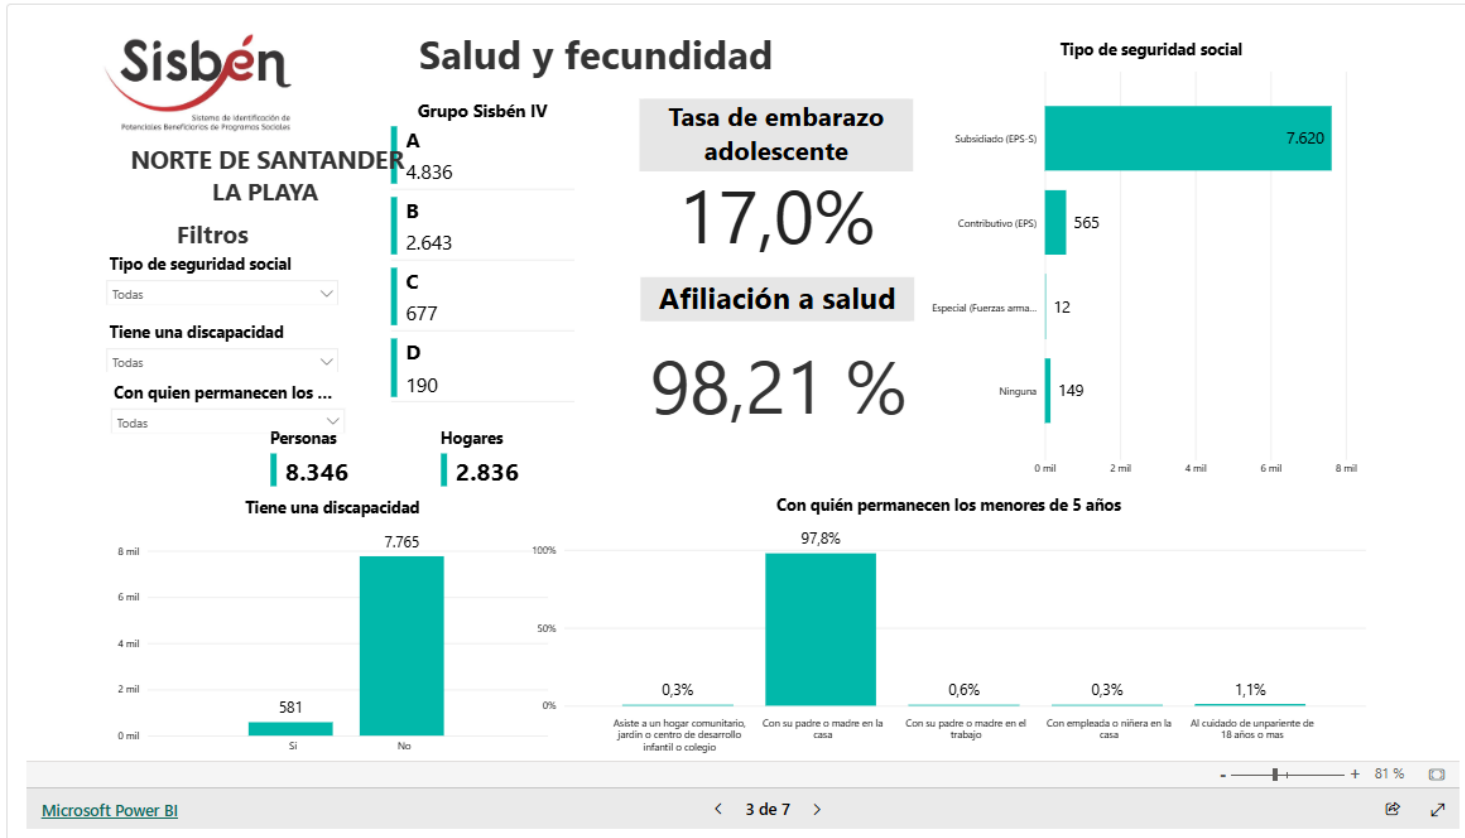 Sisbén
Sistema de Identificación de
Potenciales Beneficiarios de Programas Sociales
NORTE DE SANTANDER
LA PLAYA
Filtros
Tipo de seguridad social
Todas
Tiene una discapacidad
Todas
Con quien permanecen los ...
Todas
Salud y fecundidad
Grupo Sisbén IV
A
4.836
B
2.643
C
677
D
190
Tasa de embarazo
adolescente
17,0%
Afiliación a salud
98,21 %
Tipo de seguridad social
Subsidiado (EPS-S)
7.620
Contributivo (EPS)
565
Especial (Fuerzas arma...
12
Ninguna
149
0 mil
2 mil
4 mil
6 mil
8 mil
Personas
8.346
Hogares
2.836
Tiene una discapacidad
8 mil
6 mil
4 mil
2 mil
0 mil
581
7.765
Sí
No
Con quién permanecen los menores de 5 años
100%
50%
0%
0,3%
97,8%
0,6%
0,3%
1,1%
Asiste a un hogar comunitario,
jardin o centro de desarrollo
infantil o colegio
Con su padre o madre en la
casa
Con su padre o madre en el
trabajo
Con empleada o niñera en la
casa
Al cuidado de unpariente de
18 años o mas
- + 81 %
Microsoft Power BI
< 3 de 7 >